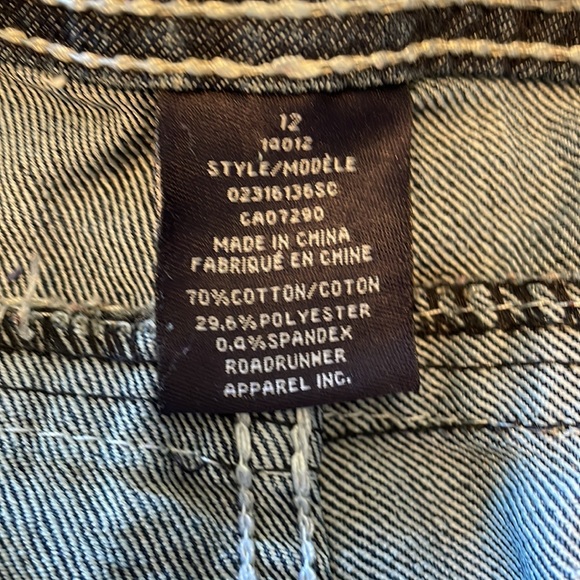 12
19012
STYLE/MODÈLE
02316136SC
CA07290
MADE IN CHINA
FABRIQUÉ EN CHINE
70%COTTON/COTON
29.6%POLYESTER
0.4%SPANDEX
ROADRUNNER
APPAREL INC.